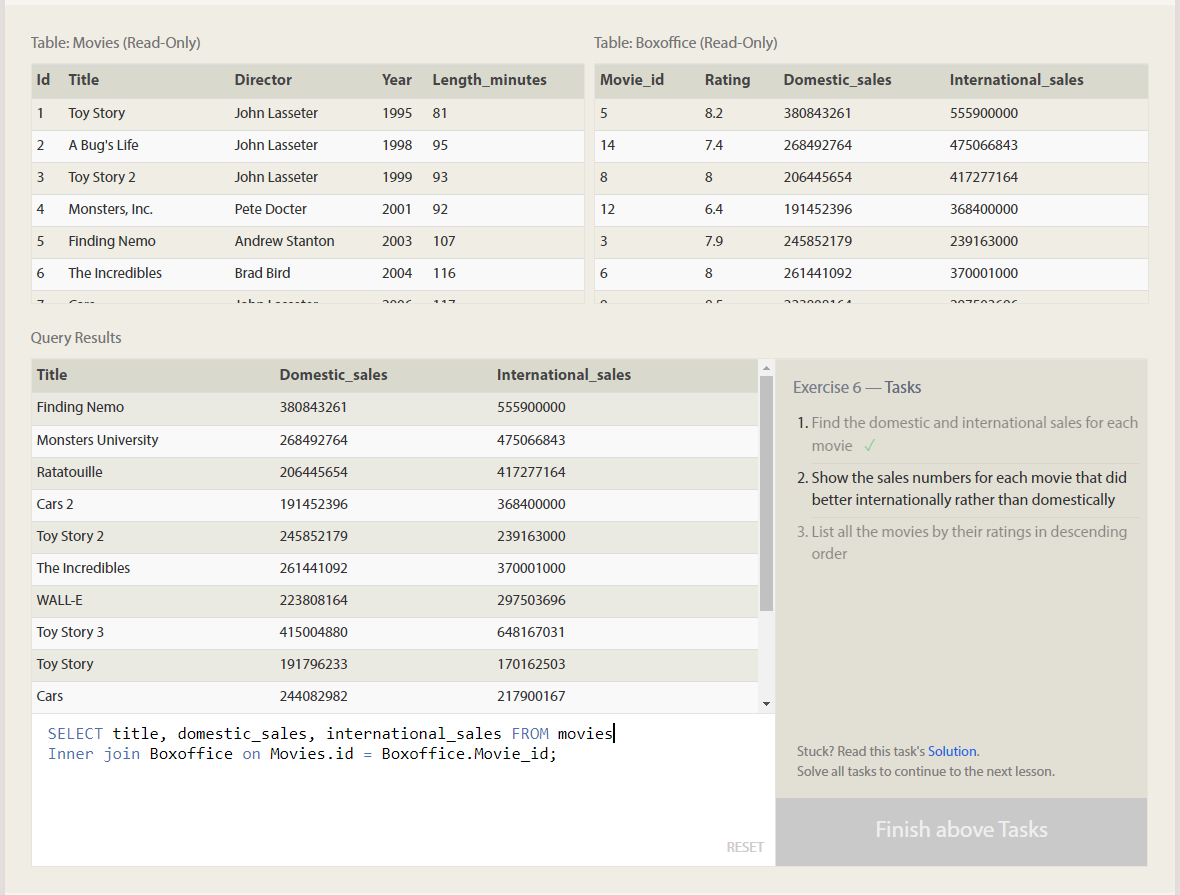 Table: Movies (Read-Only)
Id Title Director Year Length_minutes
1 Toy Story John Lasseter 1995 81
2 A Bug's Life John Lasseter 1998 95
3 Toy Story 2 John Lasseter 1999 93
4 Monsters, Inc. Pete Docter 2001 92
5 Finding Nemo Andrew Stanton 2003 107
6 The Incredibles Brad Bird 2004 116
Table: Boxoffice (Read-Only)
Movie_id Rating Domestic_sales International_sales
5 8.2 380843261 555900000
14 7.4 268492764 475066843
8 8 206445654 417277164
12 6.4 191452396 368400000
3 7.9 245852179 239163000
6 8 261441092 370001000
Query Results
Title Domestic_sales International_sales
Finding Nemo 380843261 555900000
Monsters University 268492764 475066843
Ratatouille 206445654 417277164
Cars 2 191452396 368400000
Toy Story 2 245852179 239163000
The Incredibles 261441092 370001000
WALL-E 223808164 297503696
Toy Story 3 415004880 648167031
Toy Story 191796233 170162503
Cars 244082982 217900167
SELECT title, domestic_sales, international_sales FROM movies
Inner join Boxoffice on Movies.id = Boxoffice.Movie_id;
RESET
Exercise 6 — Tasks
1. Find the domestic and international sales for each
movie ✓
2. Show the sales numbers for each movie that did
better internationally rather than domestically
3. List all the movies by their ratings in descending
order
Stuck? Read this task's Solution.
Solve all tasks to continue to the next lesson.
Finish above Tasks